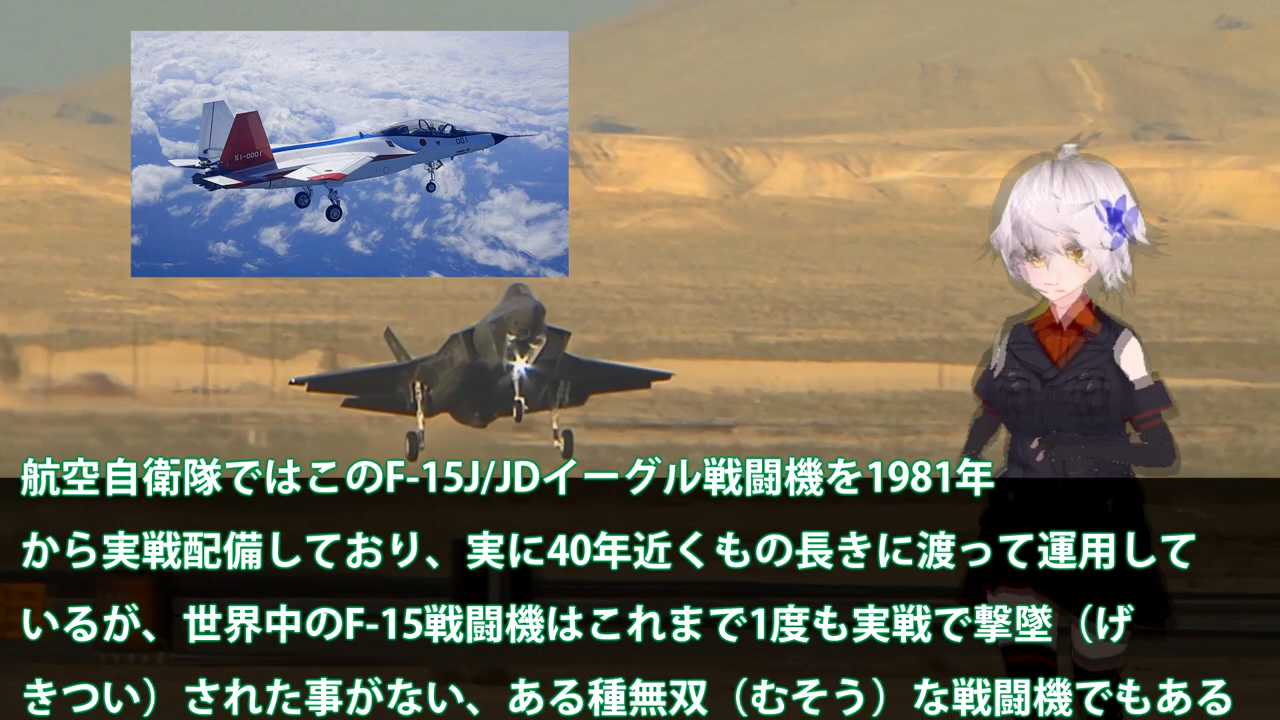 001
51-0001
航空自衛隊ではこのF-15J/JDイーグル戦闘機を1981年
から実戦配備しており、実に40年近くもの長きに渡って運用して
いるが、世界中のF-15戦闘機はこれまで1度も実戦で撃墜（げ
きつい）された事がない、ある種無双（むそう）な戦闘機でもある